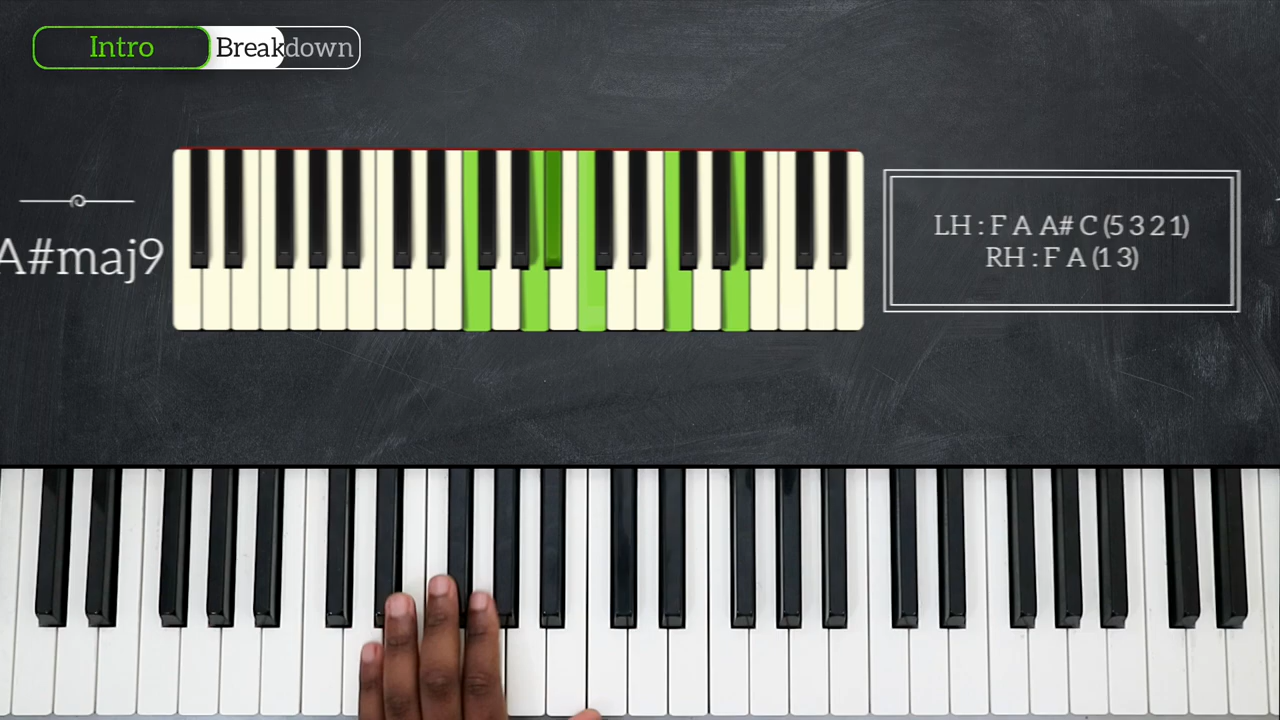 Intro
Breakdown
A#maj9
LH : F A A# C (5 3 2 1)
RH : F A (1 3)